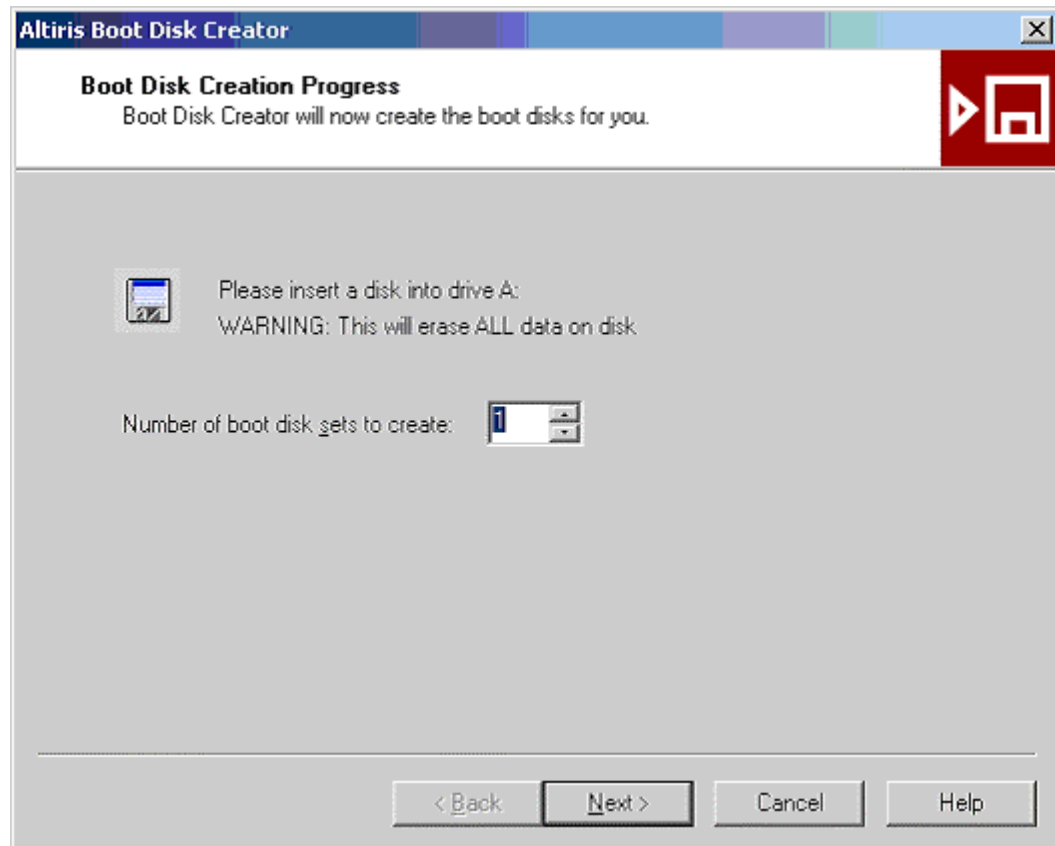 Altiris Boot Disk Creator
Boot Disk Creation Progress
Boot Disk Creator will now create the boot disks for you.
Please insert a disk into drive A:
WARNING: This will erase ALL data on disk
Number of boot disk sets to create: 1
< Back Next > Cancel Help